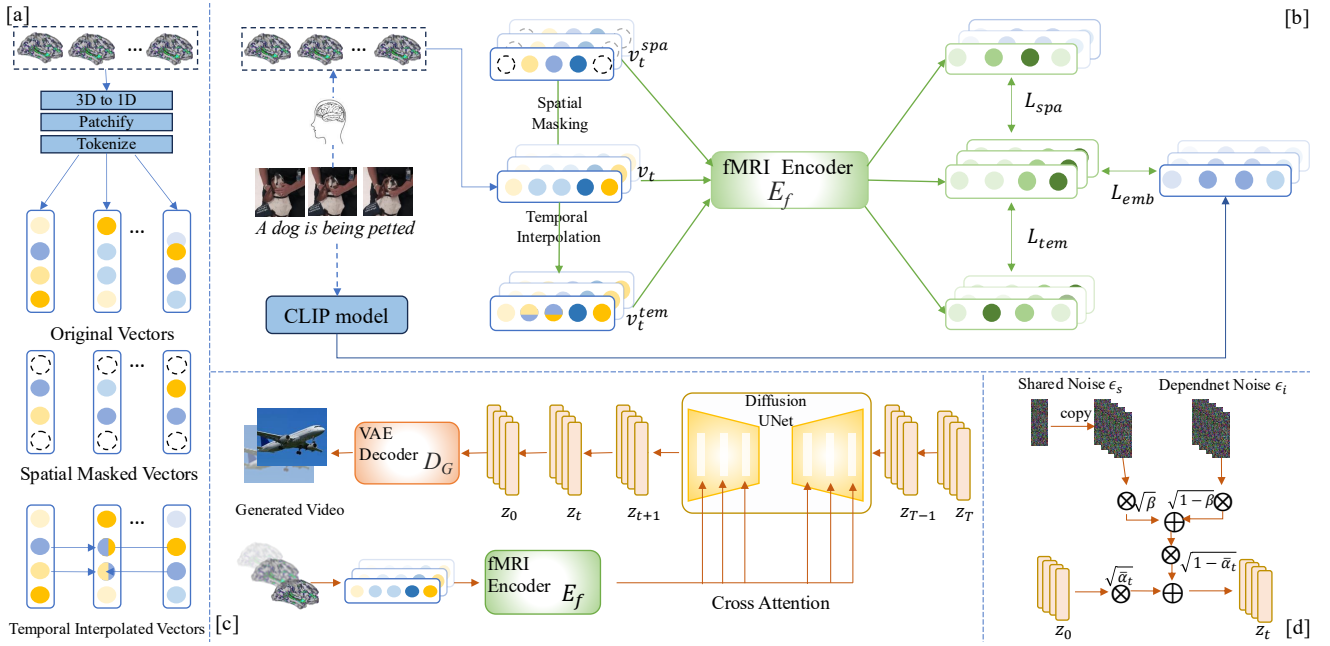 [a]
...
3D to 1D
Patchify
Tokenize
...
Original Vectors
...
Spatial Masked Vectors
...
Temporal Interpolated Vectors
[b]
...
A dog is being petted
CLIP model
v_t^{spa}
Spatial
Masking
v_t
Temporal
Interpolation
v_t^{tem}
fMRI Encoder
E_f
L_{spa}
L_{emb}
L_{tem}
[c]
Generated Video
VAE
Decoder D_G
z_0
z_t
z_{t+1}
Diffusion
UNet
z_{T−1}
z_T
fMRI
Encoder
E_f
Cross Attention
[d]
Shared Noise ϵ_s
Dependnet Noise ϵ_i
copy
√β
√1 − β
√ᾱ_t
√1 − ᾱ_t
z_0
z_t